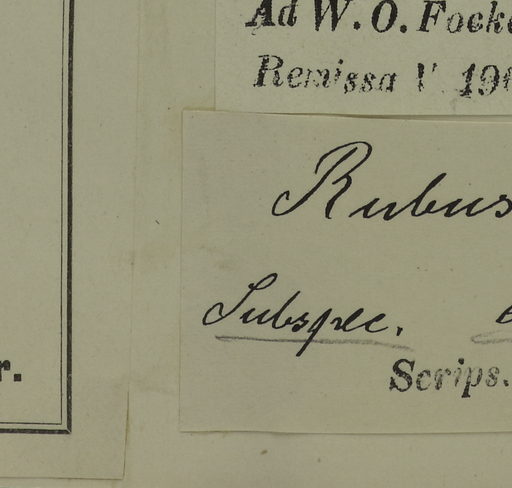 Ad W. O. Focke
Remissa V 190
Rubus
Subspec.
Scrips.
r.